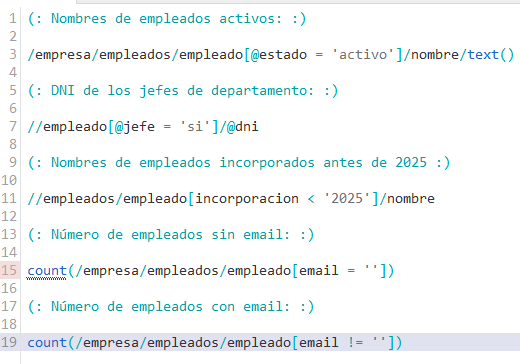 1 (: Nombres de empleados activos: :)
2
3 /empresa/empleados/empleado[@estado = 'activo']/nombre/text()
4
5 (: DNI de los jefes de departamento: :)
6
7 //empleado[@jefe = 'si']/@dni
8
9 (: Nombres de empleados incorporados antes de 2025 :)
10
11 //empleados/empleado[incorporacion < '2025']/nombre
12
13 (: Número de empleados sin email: :)
14
15 count(/empresa/empleados/empleado[email = ''])
16
17 (: Número de empleados con email: :)
18
19 count(/empresa/empleados/empleado[email != ''])